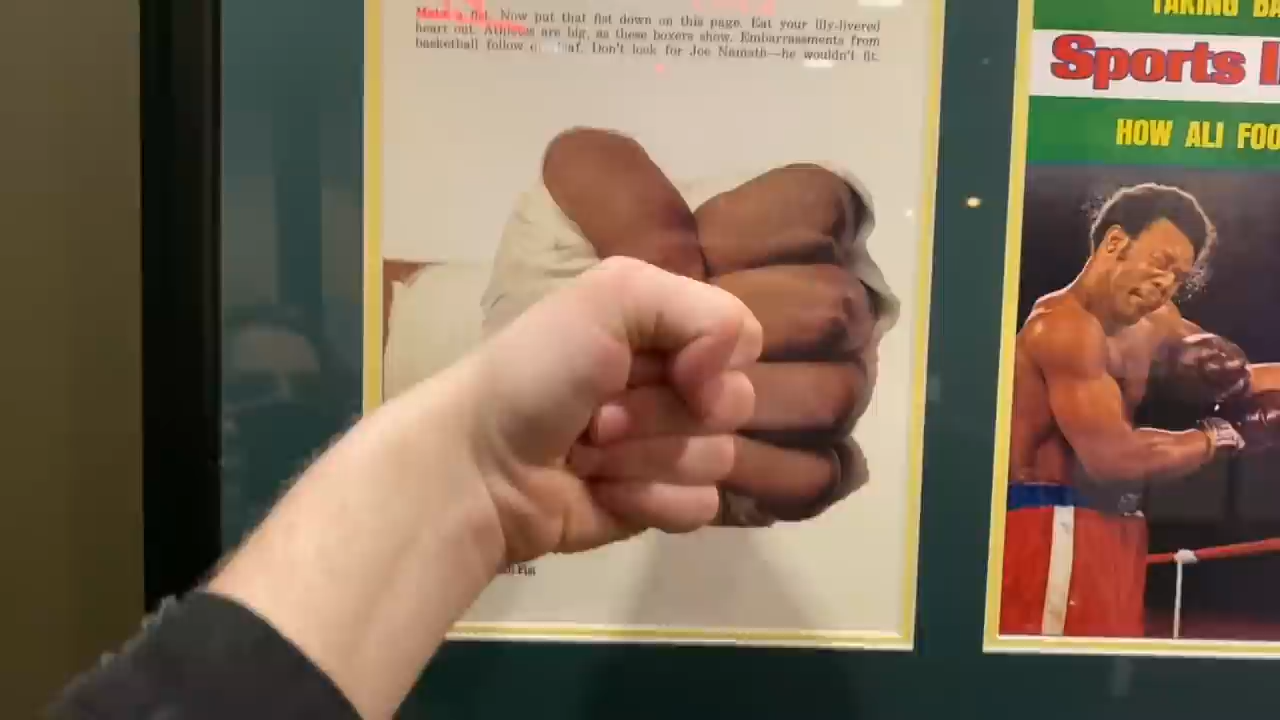 Make a fist. Now put that fist down on this page. Eat your lily-livered
heart out. Athletes are big, as these boxers show. Embarrassments from
basketball follow Don't look for Joe Namath—he wouldn't fit.
Fist
TAKING
Sports
HOW ALI